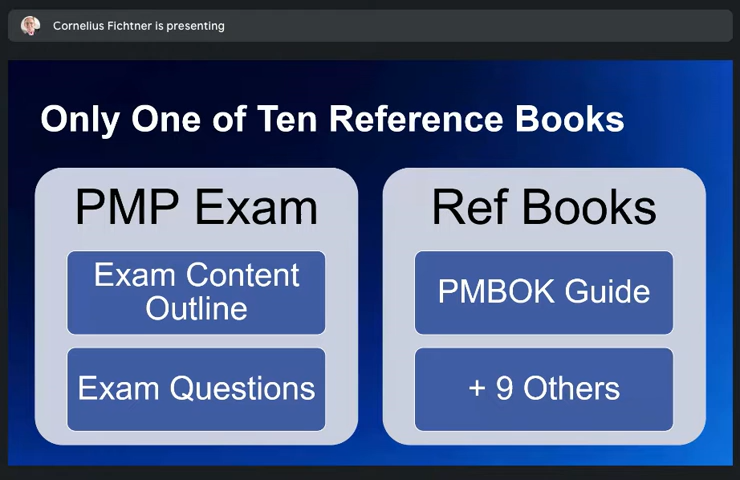 Cornelius Fichtner is presenting
Only One of Ten Reference Books
PMP Exam
Exam Content
Outline
Exam Questions
Ref Books
PMBOK Guide
+ 9 Others